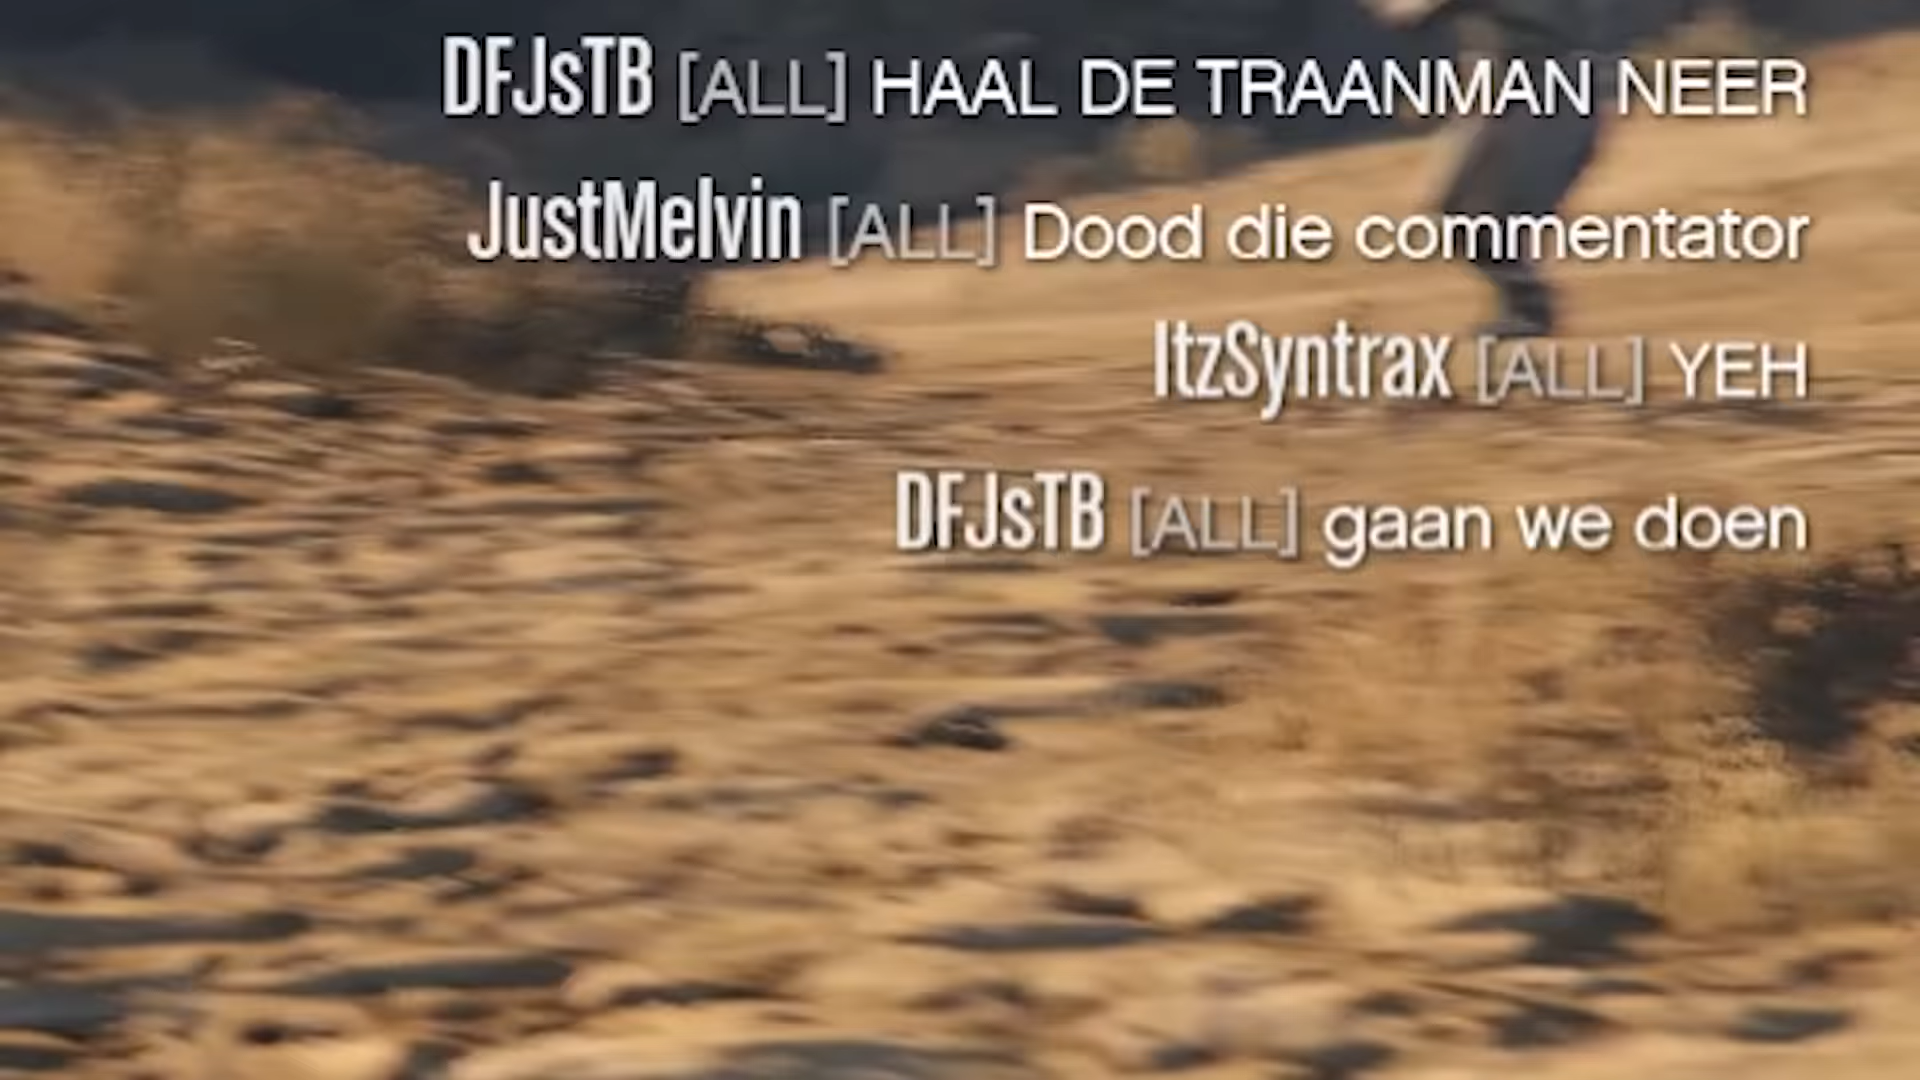 DFJsTB [ALL] HAAL DE TRAANMAN NEER
JustMelvin [ALL] Dood die commentator
ItzSyntrax [ALL] YEH
DFJsTB [ALL] gaan we doen